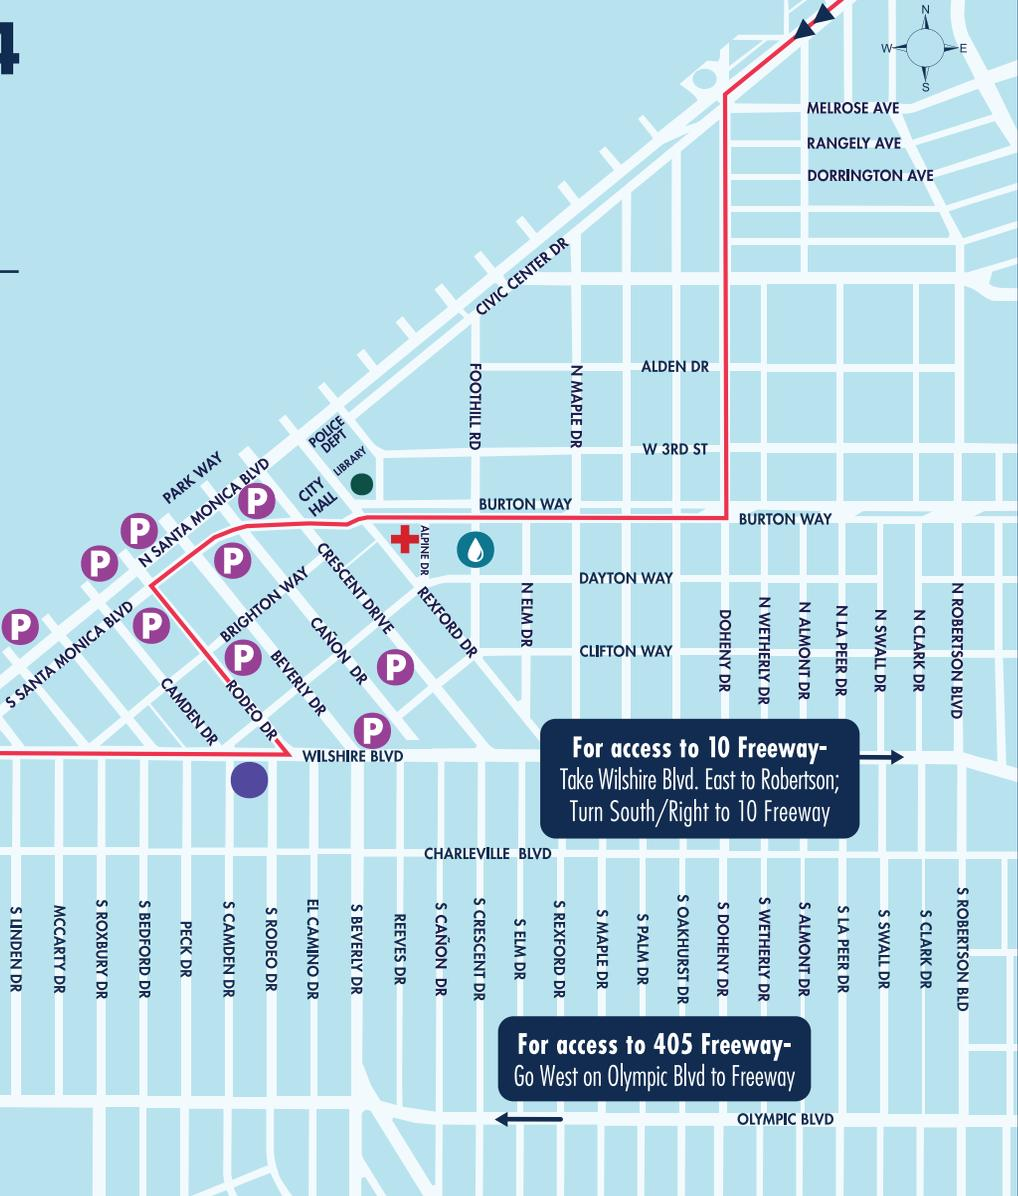 4
N
W
E
S
MELROSE AVE
RANGELY AVE
DORRINGTON AVE
CIVIC CENTER DR
FOOTHILL RD
N MAPLE DR
ALDEN DR
W 3RD ST
POLICE
DEPT
LIBRARY
CITY
HALL
PARK WAY
N SANTA MONICA BLVD
P
P
P
P
P
P
P
P
P
BURTON WAY
BURTON WAY
ALPINE DR
DAYTON WAY
CLIFTON WAY
CRESCENT DRIVE
REXFORD DR
N ELM DR
BRIGHTON WAY
CAÑON DR
BEVERLY DR
RODEO DR
CAMDEN DR
S SANTA MONICA BLVD
DOHENY DR
N WETHERLY DR
N ALMONT DR
N LA PEER DR
N SWALL DR
N CLARK DR
N ROBERTSON BLVD
WILSHIRE BLVD
For access to 10 Freeway-
Take Wilshire Blvd. East to Robertson;
Turn South/Right to 10 Freeway
CHARLEVILLE BLVD
S LINDEN DR
MCCARTY DR
S ROXBURY DR
S BEDFORD DR
PECK DR
S CAMDEN DR
S RODEO DR
EL CAMINO DR
S BEVERLY DR
REEVES DR
S CAÑON DR
S CRESCENT DR
S ELM DR
S REXFORD DR
S MAPLE DR
S PALM DR
S OAKHURST DR
S DOHENY DR
S WETHERLY DR
S ALMONT DR
S LA PEER DR
S SWALL DR
S CLARK DR
S ROBERTSON BLD
For access to 405 Freeway-
Go West on Olympic Blvd to Freeway
OLYMPIC BLVD